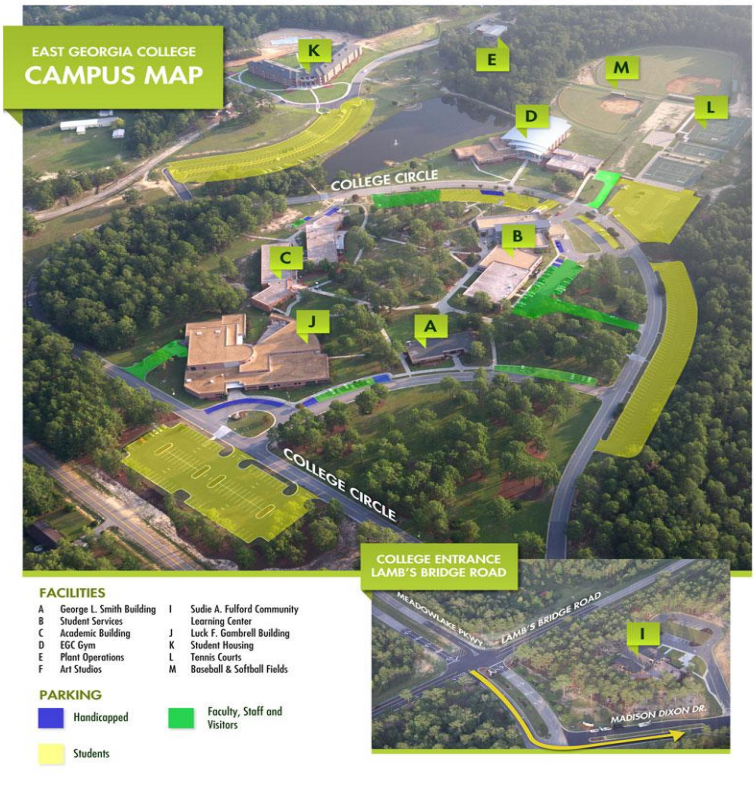 EAST GEORGIA COLLEGE
CAMPUS MAP
K
E
M
L
D
COLLEGE CIRCLE
B
C
J
A
COLLEGE CIRCLE
COLLEGE ENTRANCE
LAMB'S BRIDGE ROAD
MEADOWLAKE PKWY
LAMB'S BRIDGE ROAD
I
MADISON DIXON DR.
FACILITIES
A George L. Smith Building
B Student Services
C Academic Building
D EGC Gym
E Plant Operations
F Art Studios
I Sudie A. Fulford Community
Learning Center
J Luck F. Gambrell Building
K Student Housing
L Tennis Courts
M Baseball & Softball Fields
PARKING
Handicapped
Faculty, Staff and
Visitors
Students